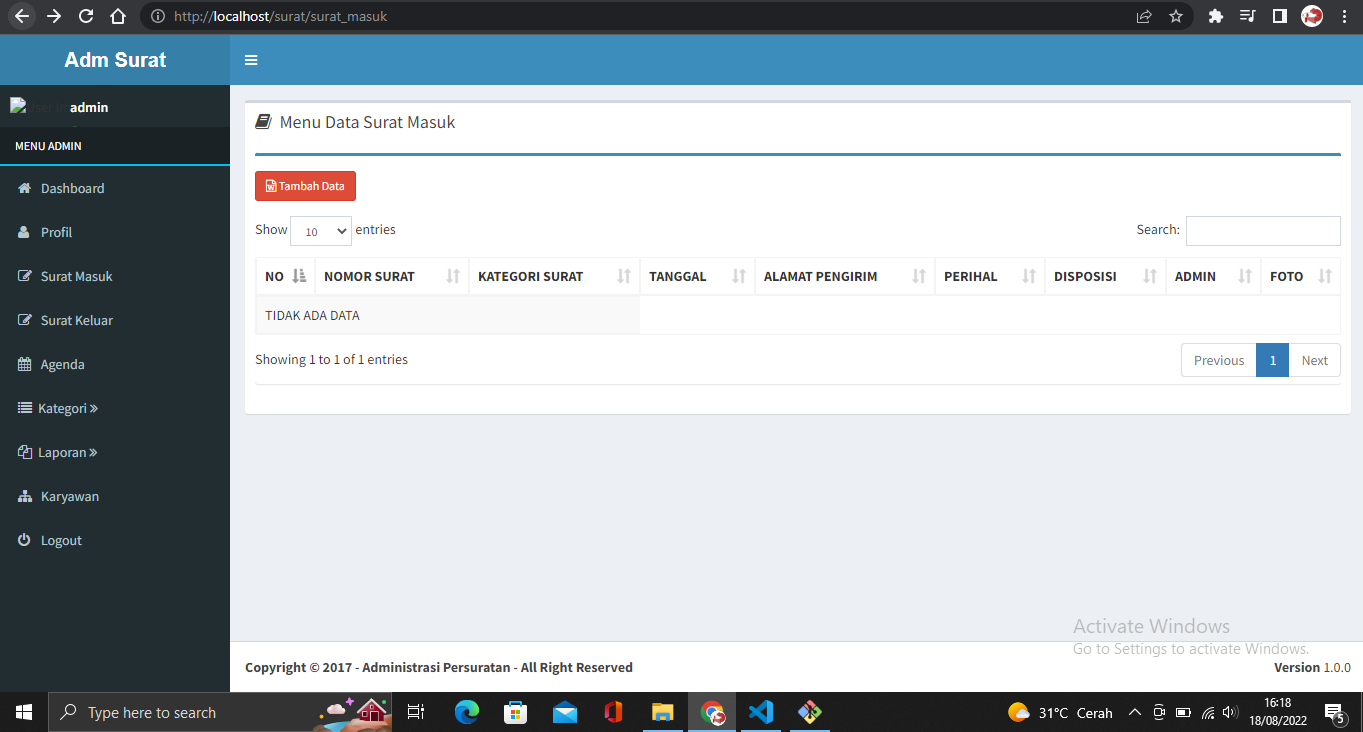 http://localhost/surat/surat_masuk
Adm Surat
admin
MENU ADMIN
Dashboard
Profil
Surat Masuk
Surat Keluar
Agenda
Kategori »
Laporan »
Karyawan
Logout
Menu Data Surat Masuk
Tambah Data
Show 10 entries
Search:
NO NOMOR SURAT KATEGORI SURAT TANGGAL ALAMAT PENGIRIM PERIHAL DISPOSISI ADMIN FOTO
TIDAK ADA DATA
Showing 1 to 1 of 1 entries
Previous 1 Next
Activate Windows
Go to Settings to activate Windows.
Copyright © 2017 - Administrasi Persuratan - All Right Reserved
Version 1.0.0
Type here to search
31°C Cerah
16:18
18/08/2022
5